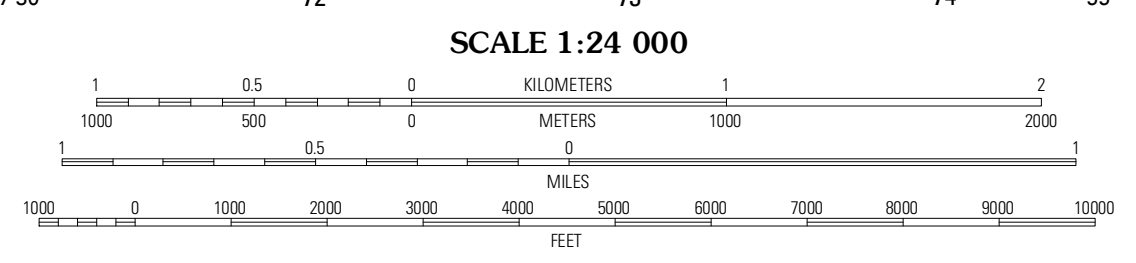 SCALE 1:24 000
1 0.5 0 KILOMETERS 1 2
1000 500 0 METERS 1000 2000
1 0.5 0 1
MILES
1000 0 1000 2000 3000 4000 5000 6000 7000 8000 9000 10000
FEET